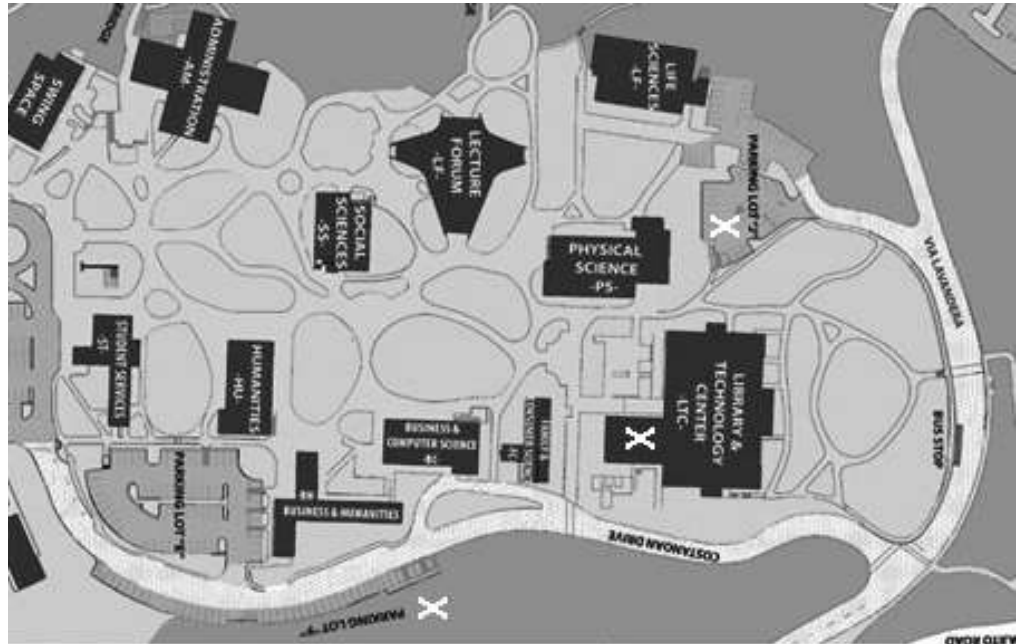 ADMINISTRATION
-AM-
SWING
SPACE
LIFE
SCIENCES
-LF-
LECTURE
FORUM
-LF-
PARKING LOT "J"
SOCIAL
SCIENCES
-SS-
PHYSICAL
SCIENCE
-PS-
VIA LAVANDERA
STUDENT SERVICES
-ST-
HUMANITIES
-HU-
LIBRARY &
TECHNOLOGY
CENTER
-LTC-
BUSINESS &
COMPUTER SCIENCE
BUS STOP
PARKING LOT
BH
BUSINESS & HUMANITIES
COSTANOAN DRIVE
PARKING LOT
ROAD